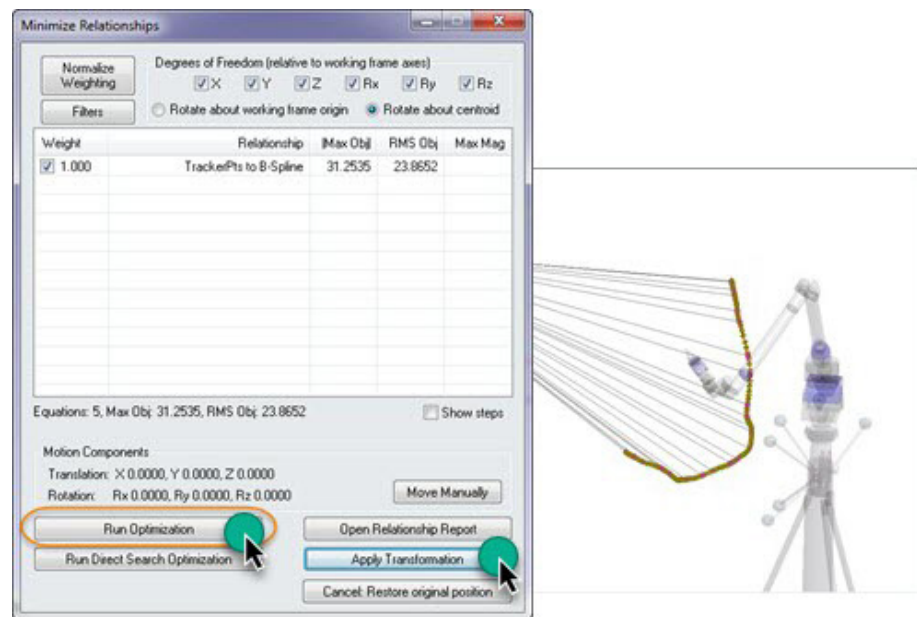 Minimize Relationships
Normalize
Weighting
Filters
Degrees of Freedom (relative to working frame axes)
X Y Z Rx Ry Rz
Rotate about working frame origin Rotate about centroid
Weight Relationship |Max Obj| RMS Obj Max Mag
1.000 TrackerPts to B-Spline 31.2535 23.8652
Equations: 5, Max Obj: 31.2535, RMS Obj: 23.8652 Show steps
Motion Components
Translation: X 0.0000, Y 0.0000, Z 0.0000
Rotation: Rx 0.0000, Ry 0.0000, Rz 0.0000 Move Manually
Run Optimization Open Relationship Report
Run Direct Search Optimization Apply Transformation
Cancel: Restore original position